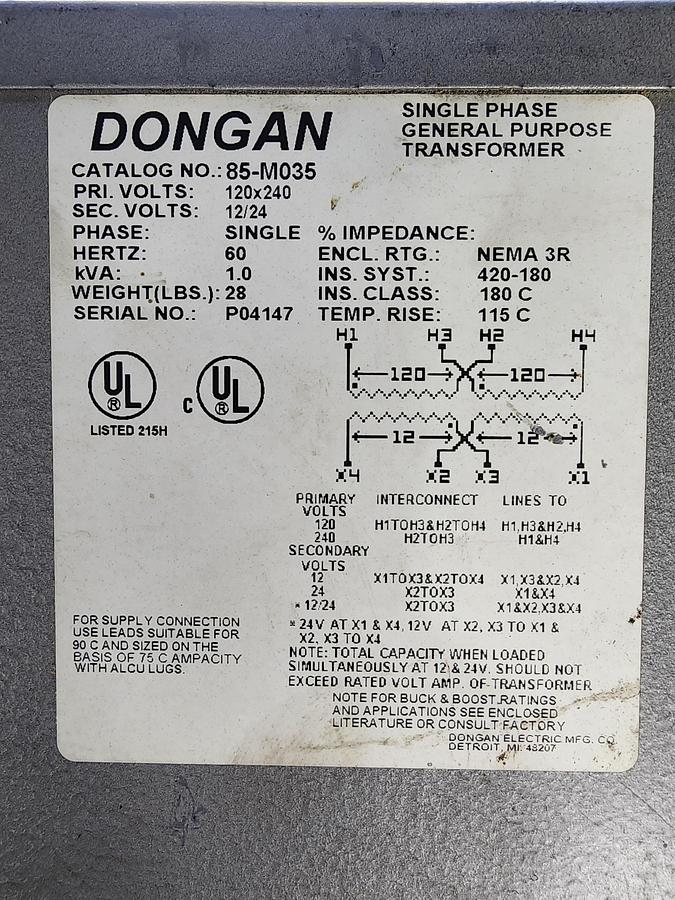 DONGAN
SINGLE PHASE
GENERAL PURPOSE
TRANSFORMER
CATALOG NO.: 85-M035
PRI. VOLTS: 120x240
SEC. VOLTS: 12/24
PHASE: SINGLE % IMPEDANCE:
HERTZ: 60 ENCL. RTG.: NEMA 3R
kVA: 1.0 INS. SYST.: 420-180
WEIGHT(LBS.): 28 INS. CLASS: 180 C
SERIAL NO.: P04147 TEMP. RISE: 115 C
H1 H3 H2 H4
120 120
12 12
X4 X2 X3 X1
UL ®
C UL ®
LISTED 215H
PRIMARY INTERCONNECT LINES TO
VOLTS
120 H1TOH3&H2TOH4 H1,H3&H2,H4
240 H2TOH3 H1&H4
SECONDARY
VOLTS
12 X1TOX3&X2TOX4 X1,X3&X2,X4
24 X2TOX3 X1&X4
* 12/24 X2TOX3 X1&X2,X3&X4
* 24V AT X1 & X4, 12V AT X2, X3 TO X1 &
X2, X3 TO X4
NOTE: TOTAL CAPACITY WHEN LOADED
SIMULTANEOUSLY AT 12 & 24V. SHOULD NOT
EXCEED RATED VOLT AMP. OF TRANSFORMER
NOTE FOR BUCK & BOOST RATINGS
AND APPLICATIONS SEE ENCLOSED
LITERATURE OR CONSULT FACTORY
DONGAN ELECTRIC MFG. CO.
DETROIT, MI. 48207
FOR SUPPLY CONNECTION
USE LEADS SUITABLE FOR
90 C AND SIZED ON THE
BASIS OF 75 C AMPACITY
WITH ALCU LUGS.